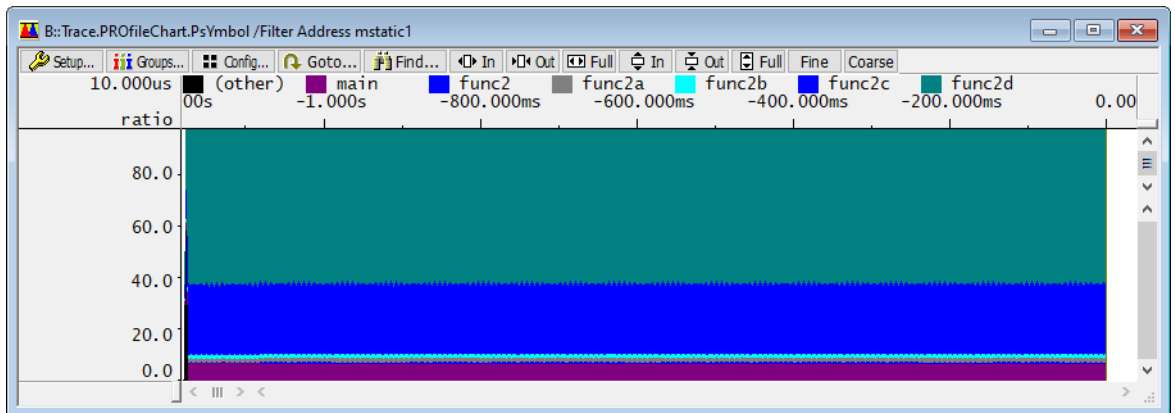 B::Trace.PROfileChart.PsYmbol /Filter Address mstatic1
Setup... Groups... Config... Goto... Find... In Out Full In Out Full Fine Coarse
10.000us (other) main func2 func2a func2b func2c func2d
00s -1.000s -800.000ms -600.000ms -400.000ms -200.000ms 0.00
ratio
80.0
60.0
40.0
20.0
0.0